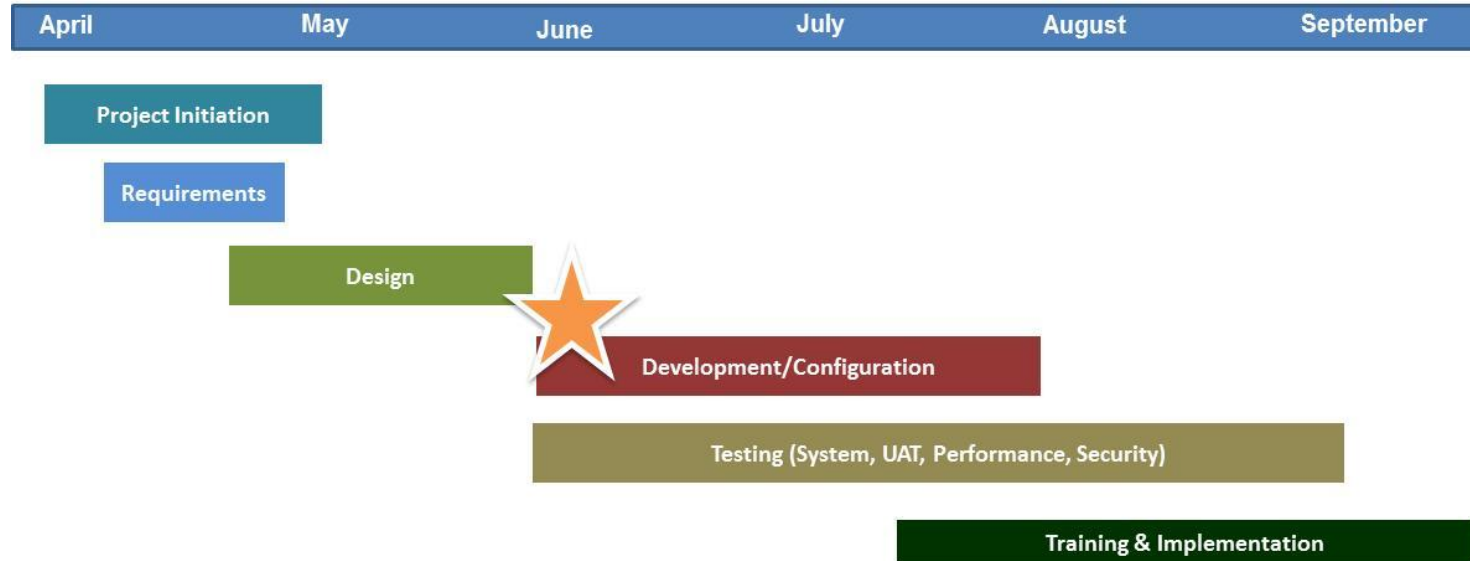 April May June July August September
Project Initiation
Requirements
Design
Development/Configuration
Testing (System, UAT, Performance, Security)
Training & Implementation